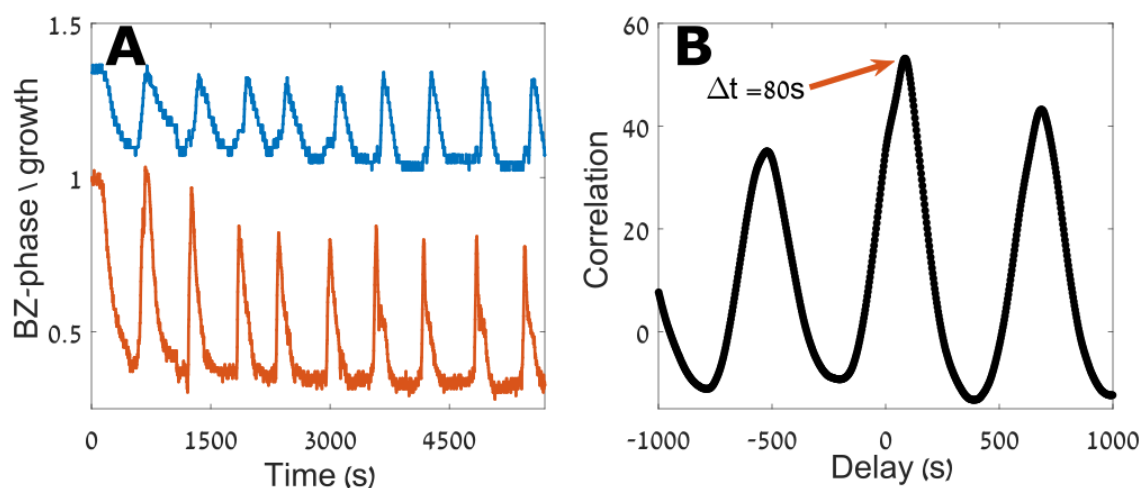 A
1.5
1
0.5
BZ-phase \ growth
0
1500
3000
4500
Time (s)
B
Δt =80s
60
40
20
0
Correlation
-1000
-500
0
500
1000
Delay (s)